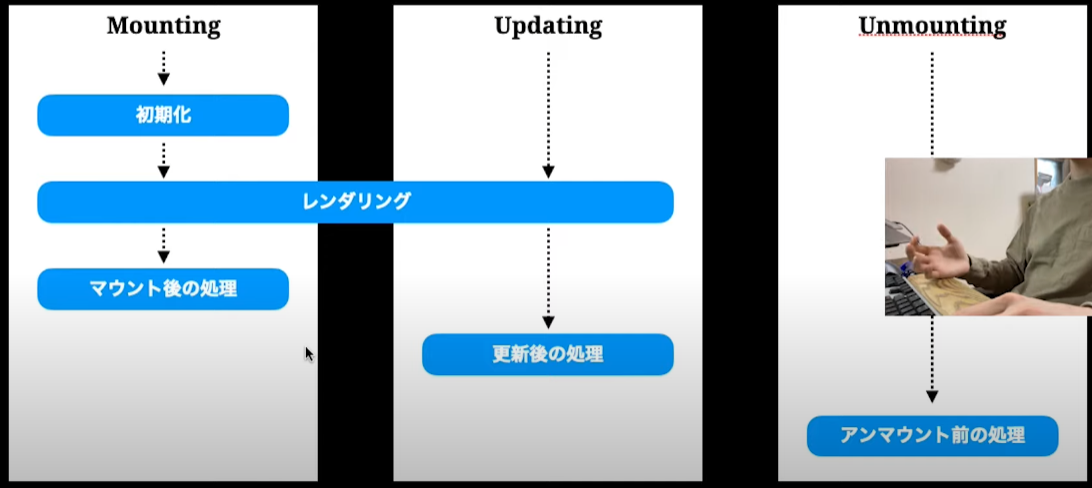 Mounting
Updating
Unmounting
初期化
レンダリング
マウント後の処理
更新後の処理
アンマウント前の処理